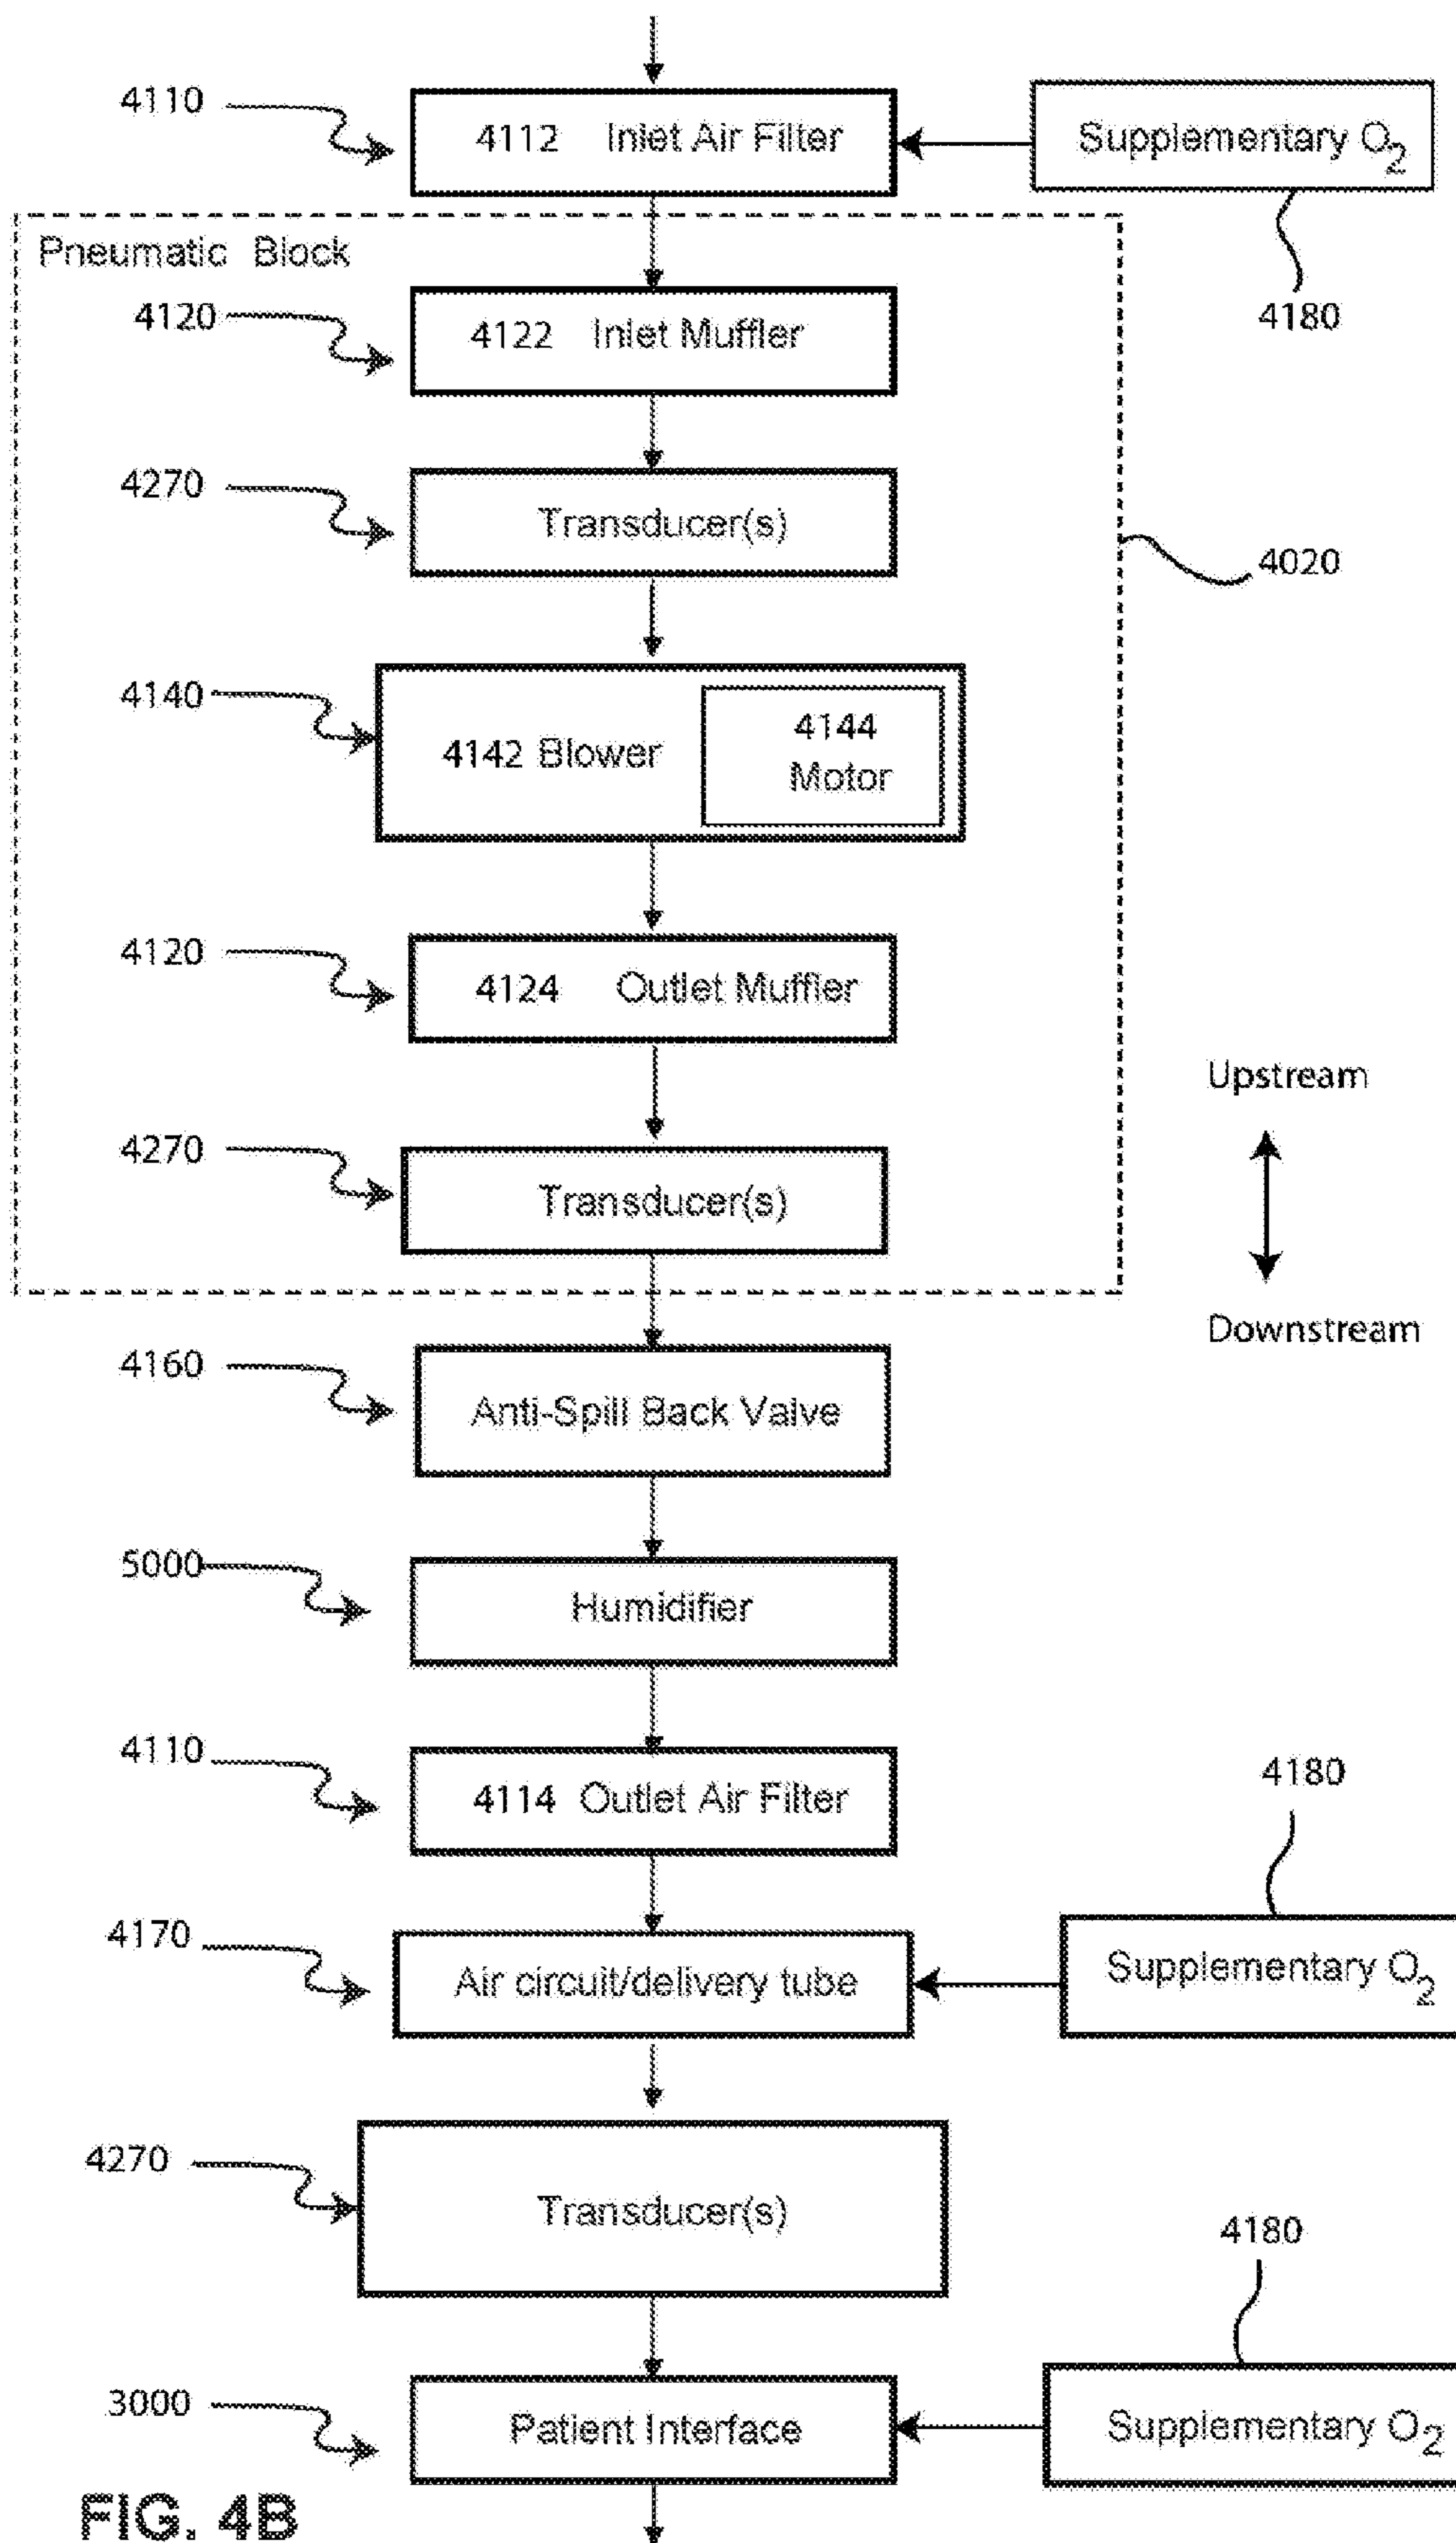 4110
4112 Inlet Air Filter
Supplementary O2
4180
Pneumatic Block
4120
4122 Inlet Muffler
4270
Transducer(s)
4020
4140
4142 Blower
4144
Motor
4120
4124 Outlet Muffler
Upstream
4270
Transducer(s)
Downstream
4160
Anti-Spill Back Valve
5000
Humidifier
4110
4114 Outlet Air Filter
4180
4170
Air circuit/delivery tube
Supplementary O2
4270
Transducer(s)
4180
3000
Patient Interface
Supplementary O2
FIG. 4B